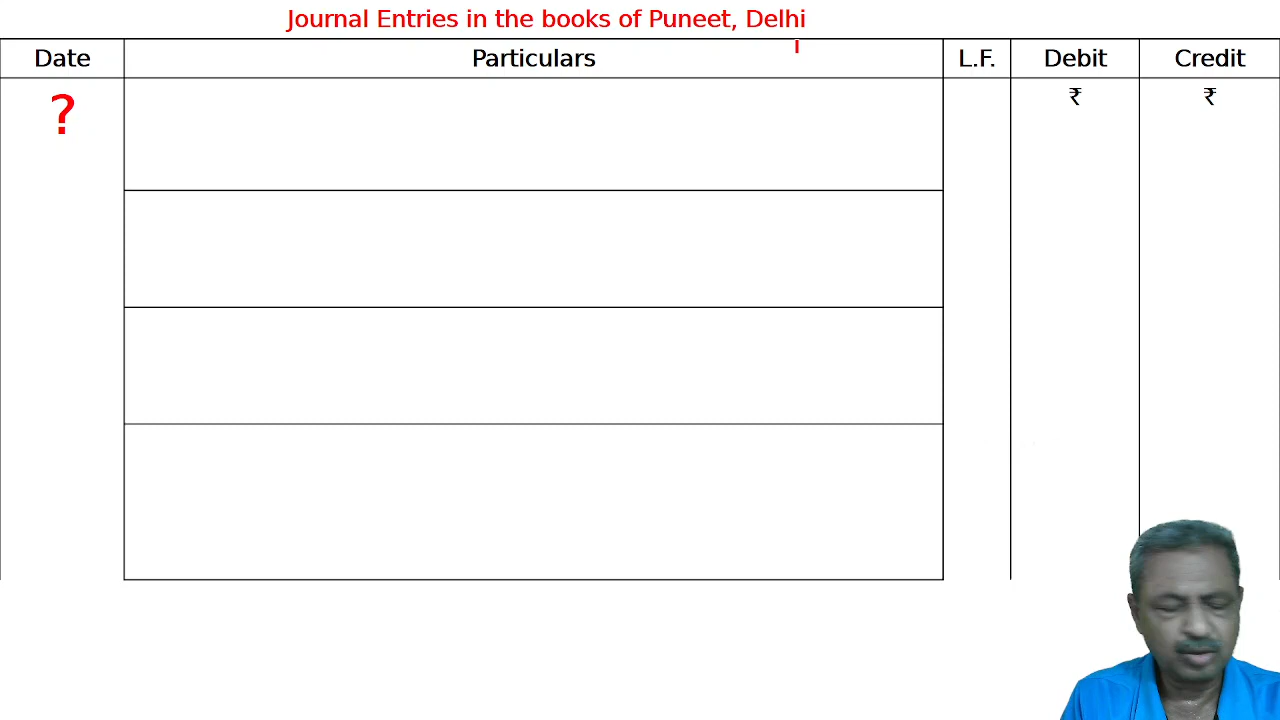 Journal Entries in the books of Puneet, Delhi
Date Particulars L.F. Debit Credit
? ₹ ₹